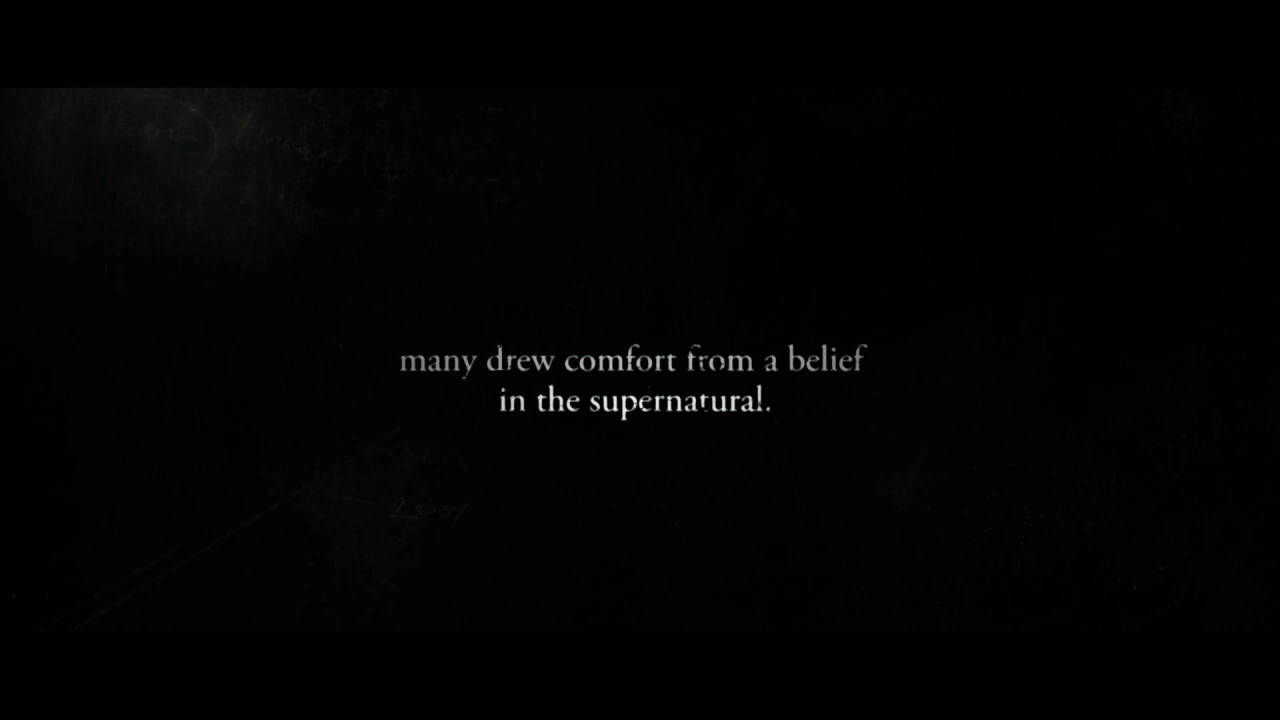 many drew comfort from a belief
in the supernatural.